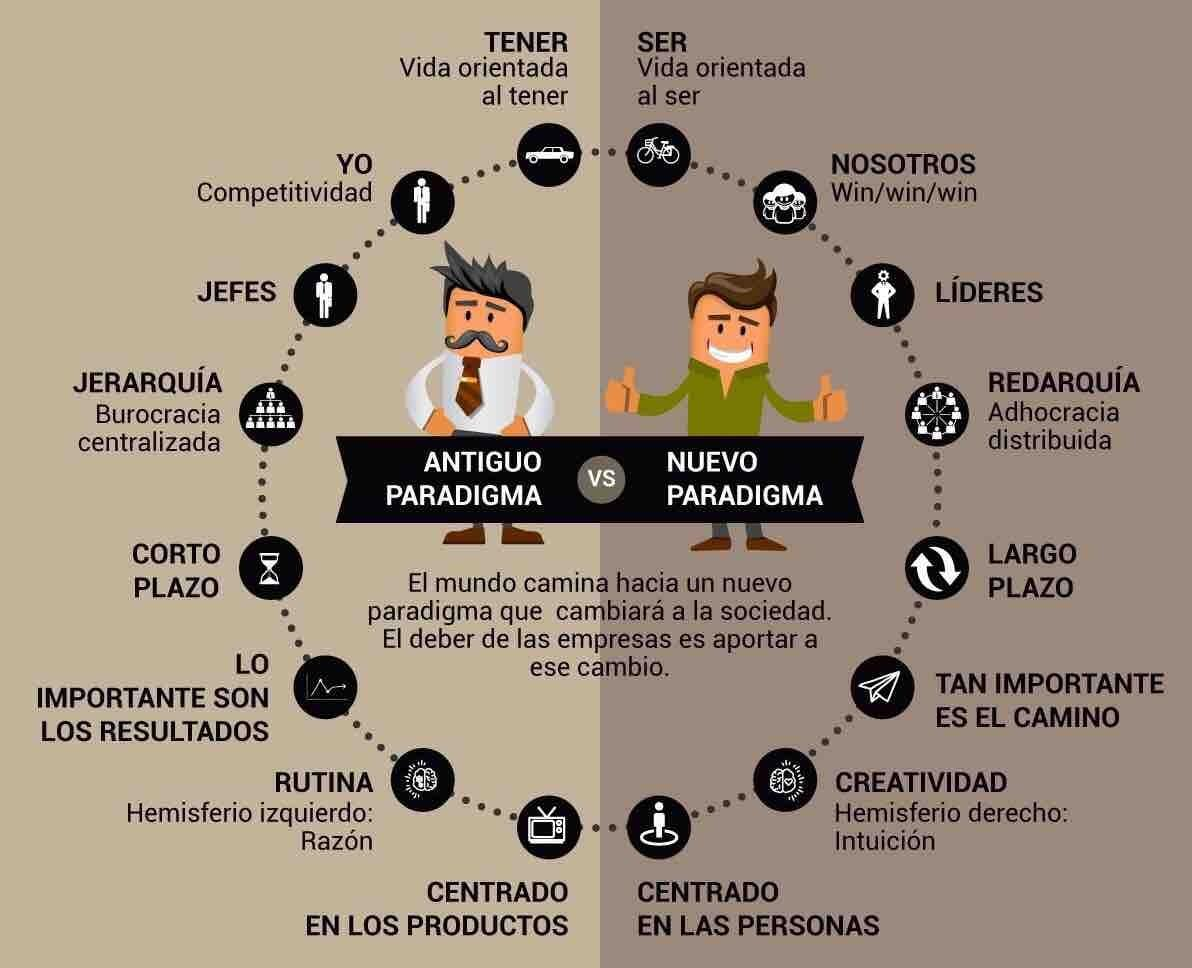 TENER
Vida orientada
al tener
SER
Vida orientada
al ser
YO
Competitividad
NOSOTROS
Win/win/win
JEFES
LÍDERES
JERARQUÍA
Burocracia
centralizada
REDARQUÍA
Adhocracia
distribuida
ANTIGUO
PARADIGMA
VS
NUEVO
PARADIGMA
CORTO
PLAZO
LARGO
PLAZO
El mundo camina hacia un nuevo
paradigma que cambiará a la sociedad.
El deber de las empresas es aportar a
ese cambio.
LO
IMPORTANTE SON
LOS RESULTADOS
TAN IMPORTANTE
ES EL CAMINO
RUTINA
Hemisferio izquierdo:
Razón
CREATIVIDAD
Hemisferio derecho:
Intuición
CENTRADO
EN LOS PRODUCTOS
CENTRADO
EN LAS PERSONAS